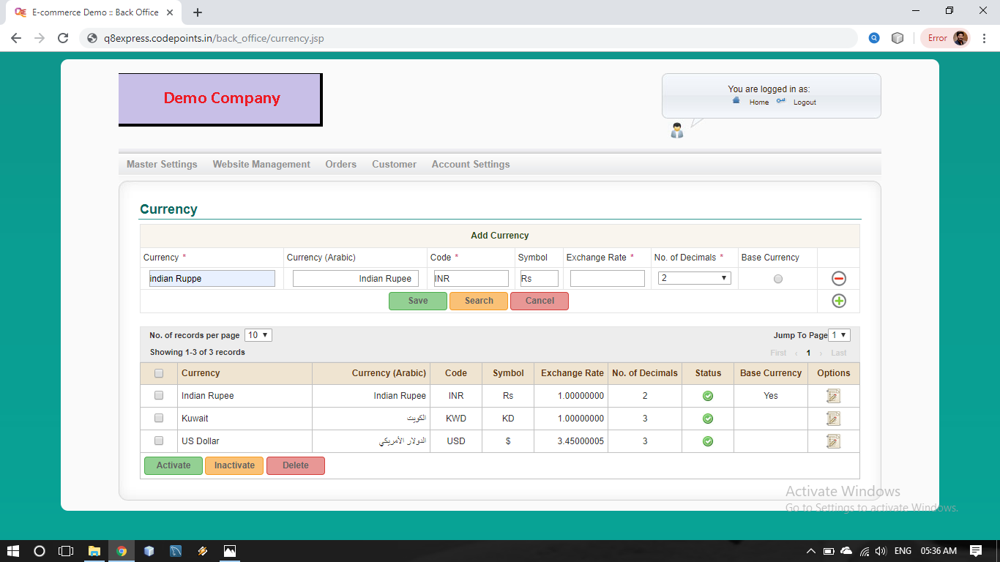 E-commerce Demo :: Back Office
q8express.codepoints.in/back_office/currency.jsp
Error
Demo Company
You are logged in as:
Home Logout
Master Settings Website Management Orders Customer Account Settings
Currency
Add Currency
Currency * Currency (Arabic) Code * Symbol Exchange Rate * No. of Decimals * Base Currency
indian Ruppe Indian Rupee INR Rs 2
Save Search Cancel
No. of records per page 10 Jump To Page 1
Showing 1-3 of 3 records First ‹ 1 › Last
Currency Currency (Arabic) Code Symbol Exchange Rate No. of Decimals Status Base Currency Options
Indian Rupee Indian Rupee INR Rs 1.00000000 2 Yes
Kuwait الكويت KWD KD 1.00000000 3
US Dollar الدولار الأمريكي USD $ 3.45000005 3
Activate Inactivate Delete
Activate Windows
Go to Settings to activate Windows.
ENG 05:36 AM